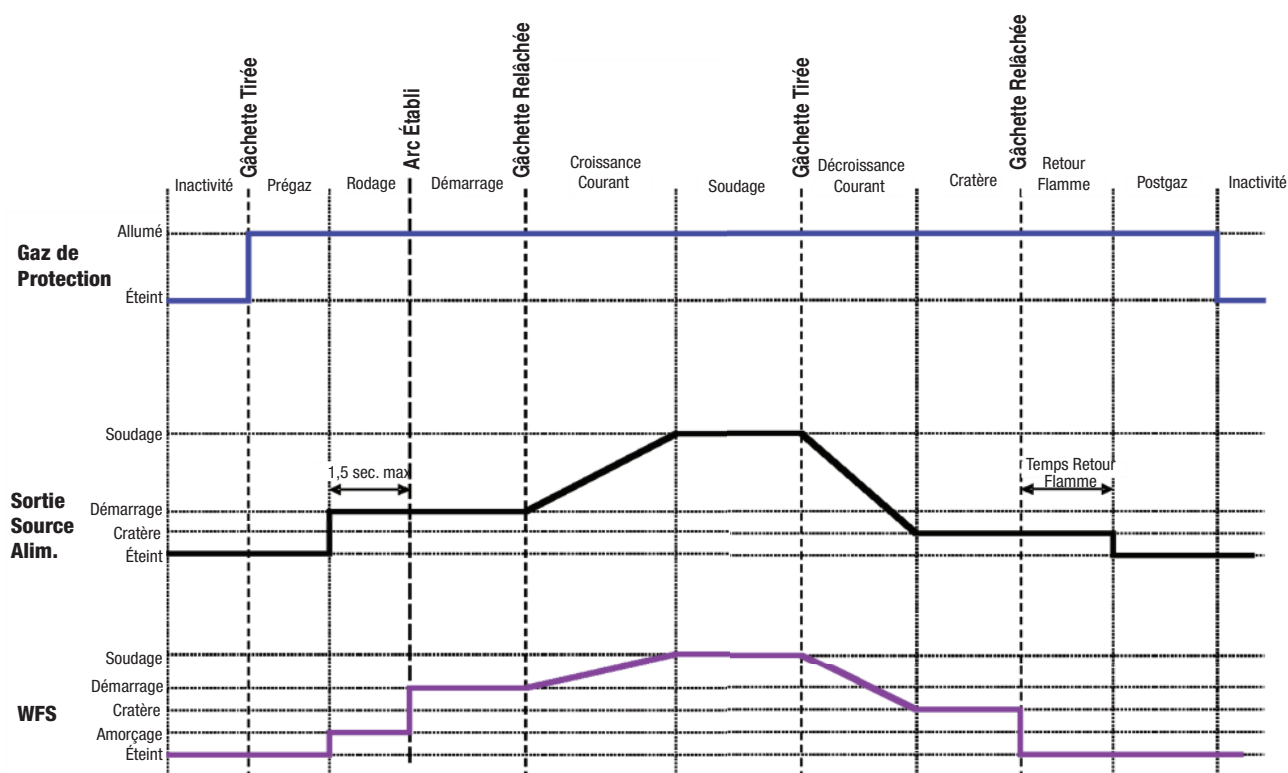 Gâchette Tirée
Arc Établi
Gâchette Relâchée
Gâchette Tirée
Gâchette Relâchée
Inactivité
Prégaz
Rodage
Démarrage
Croissance
Courant
Soudage
Décroissance
Courant
Cratère
Retour
Flamme
Postgaz
Inactivité
Gaz de
Protection
Allumé
Éteint
Sortie
Source
Alim.
Soudage
Démarrage
Cratère
Éteint
1,5 sec. max
Temps Retour
Flamme
WFS
Soudage
Démarrage
Cratère
Amorçage
Éteint